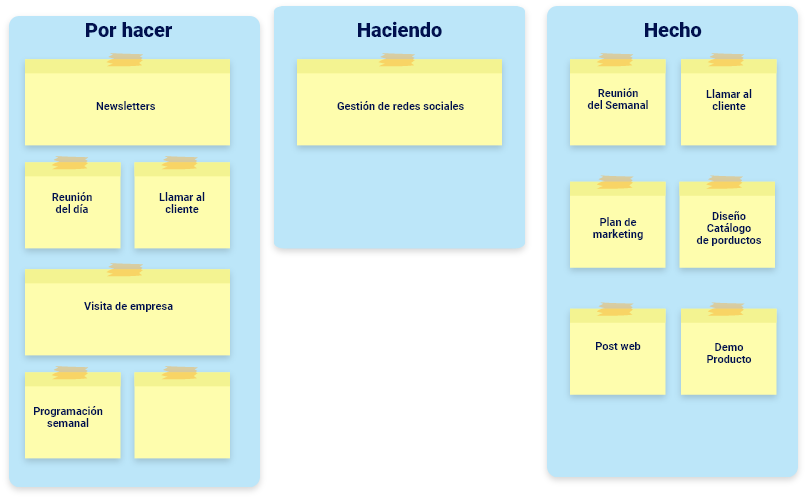 Por hacer
Newsletters
Reunión
del día
Llamar al
cliente
Visita de empresa
Programación
semanal
Haciendo
Gestión de redes sociales
Hecho
Reunión
del Semanal
Llamar al
cliente
Plan de
marketing
Diseño
Catálogo
de porductos
Post web
Demo
Producto